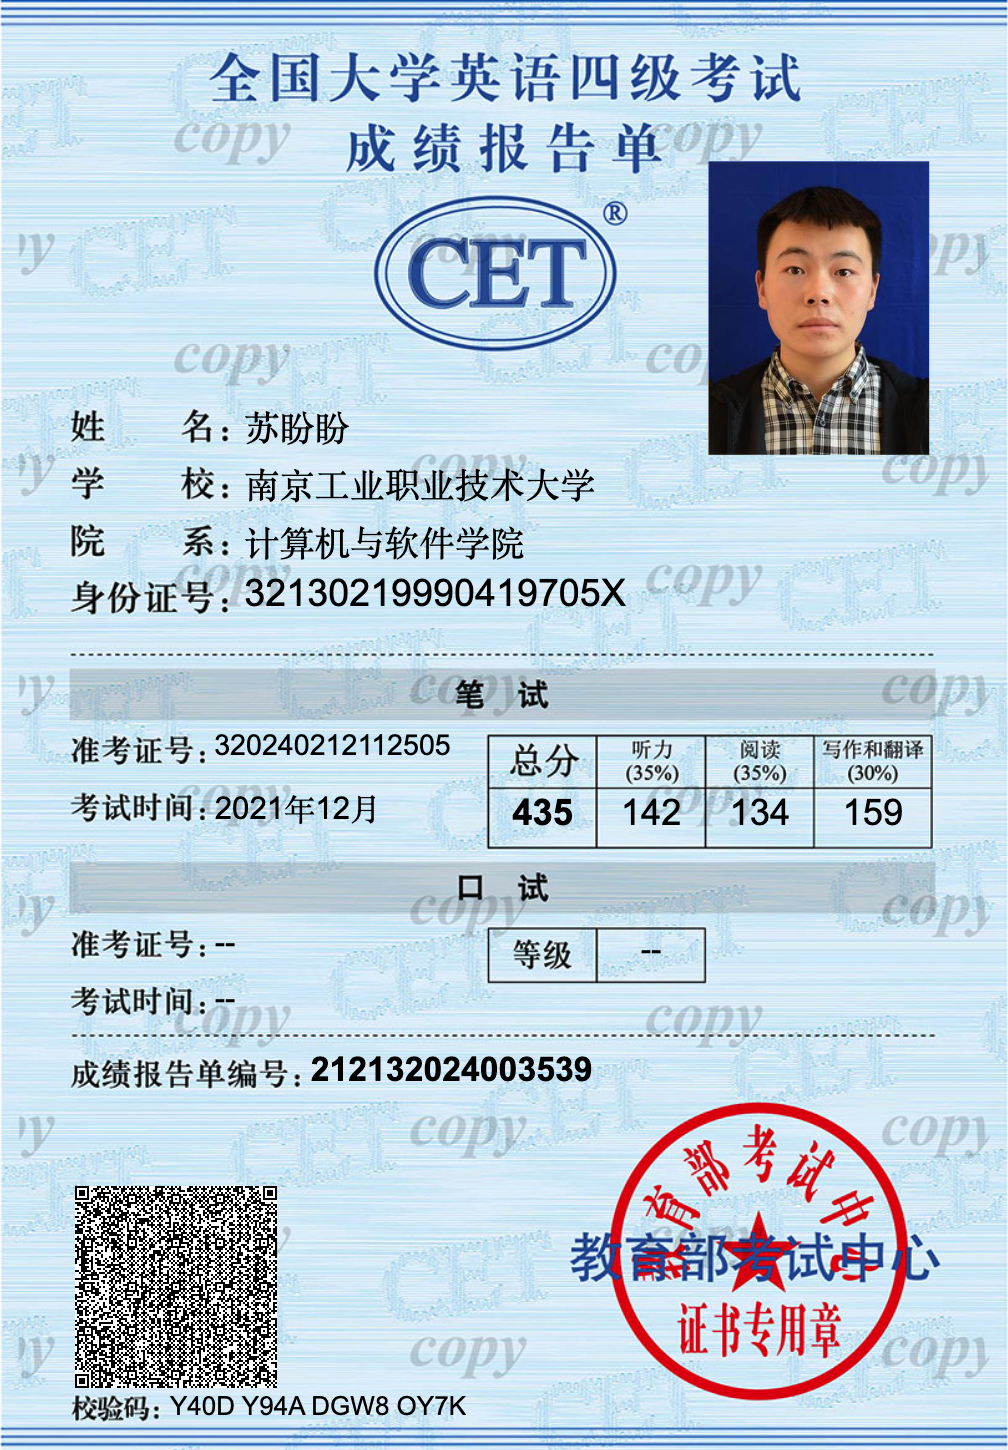 全国大学英语四级考试
成绩报告单
CET®
姓 名：苏盼盼
学 校：南京工业职业技术大学
院 系：计算机与软件学院
身份证号：32130219990419705X
笔 试
准考证号：320240212112505
考试时间：2021年12月
总分 听力(35%) 阅读(35%) 写作和翻译(30%)
435 142 134 159
口 试
准考证号：--
考试时间：--
等级 --
成绩报告单编号：212132024003539
教育部考试中心
教育部考试中心
证书专用章
校验码：Y40D Y94A DGW8 OY7K
copy